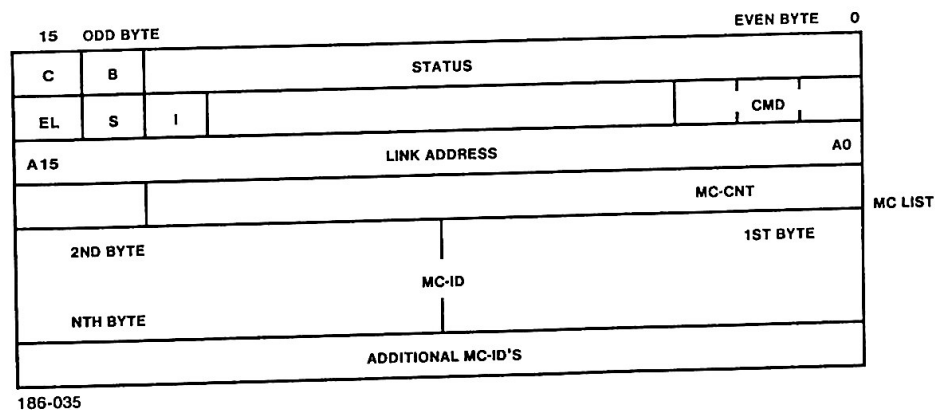 15 ODD BYTE EVEN BYTE 0
C B STATUS
EL S I CMD
A15 LINK ADDRESS A0
MC-CNT
MC LIST
2ND BYTE 1ST BYTE
MC-ID
NTH BYTE
ADDITIONAL MC-ID'S
186-035